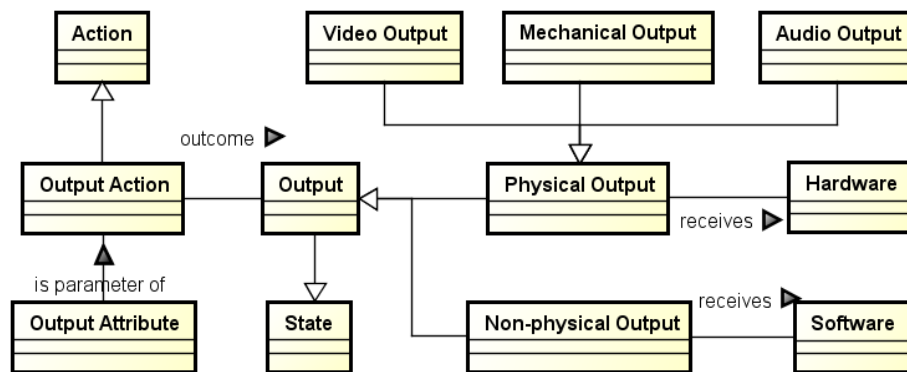 Action
Video Output
Mechanical Output
Audio Output
outcome
Output Action
Output
Physical Output
Hardware
receives
is parameter of
receives
Output Attribute
State
Non-physical Output
Software